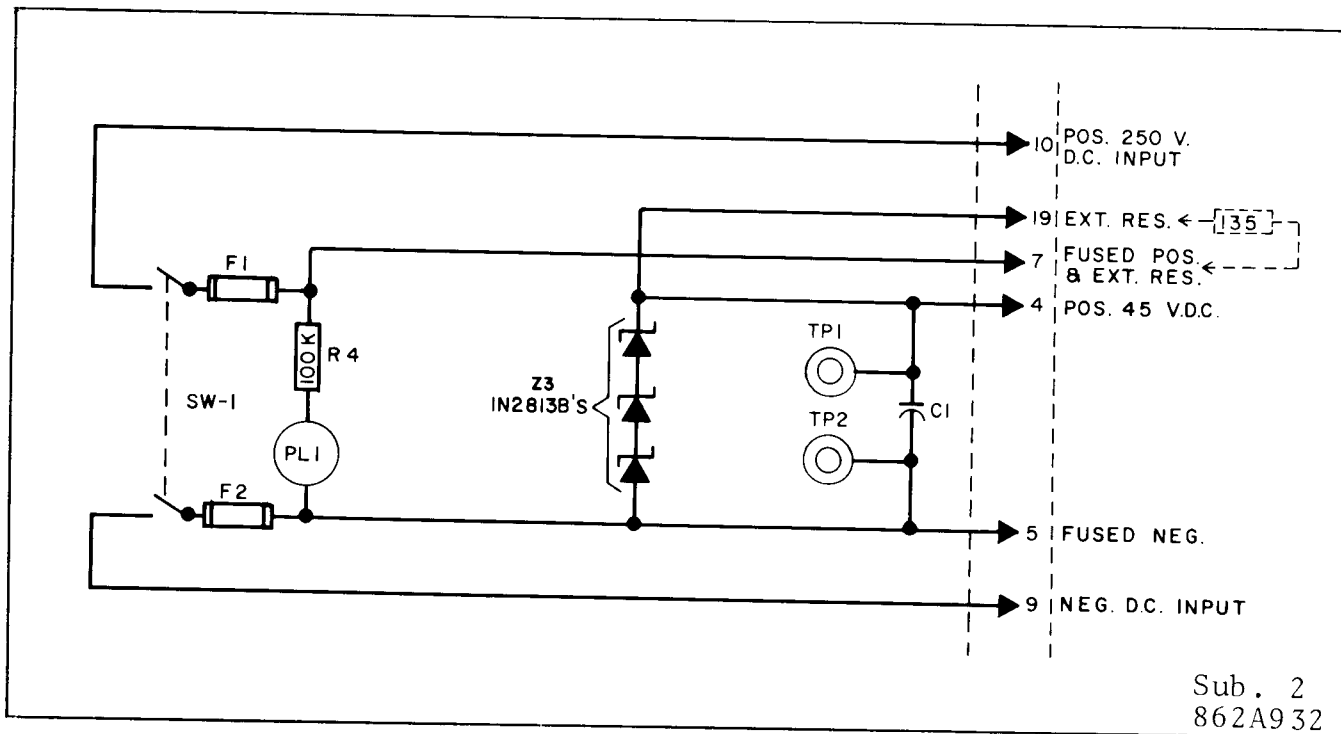 10 POS. 250 V.
D.C. INPUT
19 EXT. RES. 135
7 FUSED POS.
& EXT. RES.
4 POS. 45 V.D.C.
F1
100K
R4
SW-1
PL1
F2
Z3
IN2813B'S
TP1
TP2
C1
5 FUSED NEG.
9 NEG. D.C. INPUT
Sub. 2
862A932